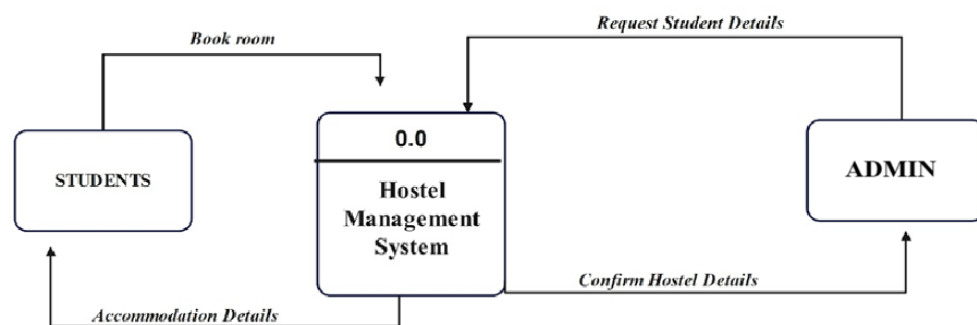 Request Student Details
Book room
0.0
STUDENTS
Hostel
Management
System
ADMIN
Confirm Hostel Details
Accommodation Details